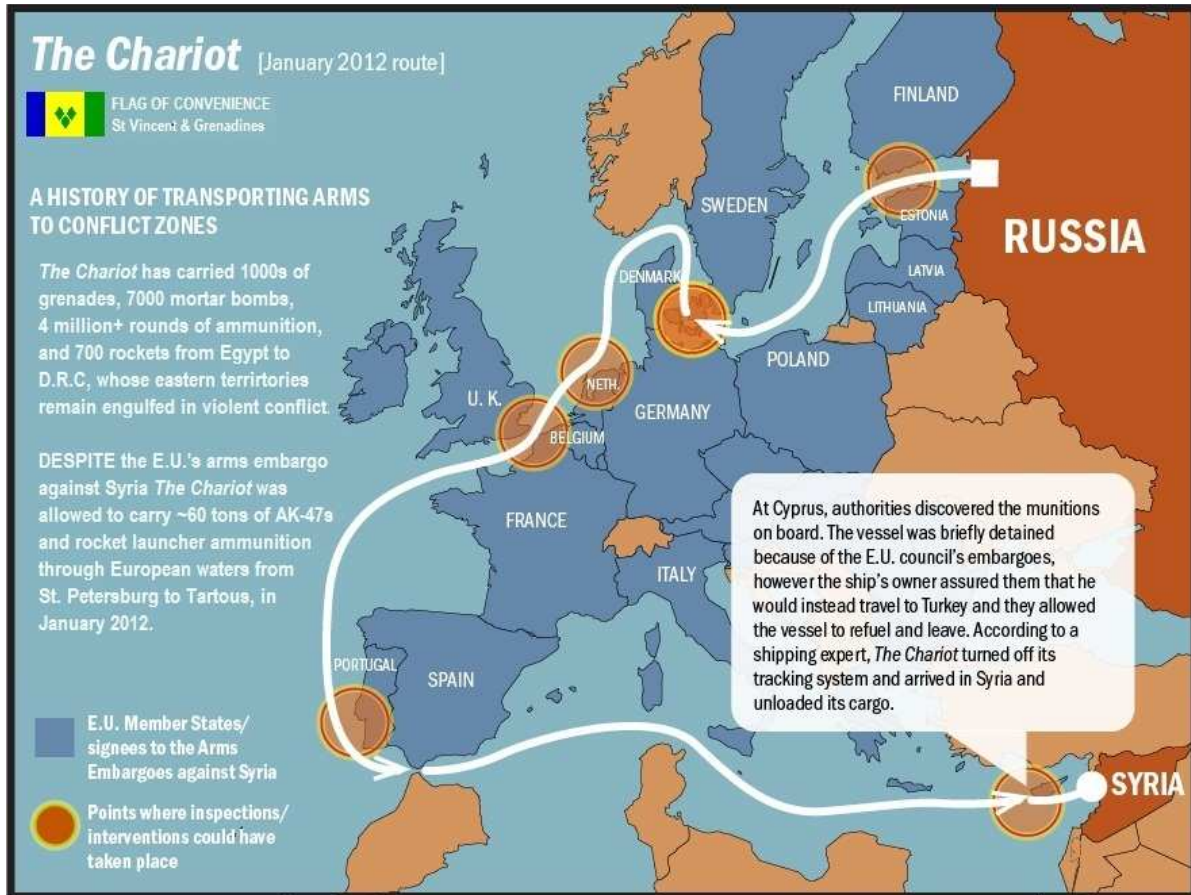 The Chariot [January 2012 route]
FLAG OF CONVENIENCE
St Vincent & Grenadines
A HISTORY OF TRANSPORTING ARMS
TO CONFLICT ZONES
The Chariot has carried 1000s of
grenades, 7000 mortar bombs,
4 million+ rounds of ammunition,
and 700 rockets from Egypt to
D.R.C, whose eastern terrirtories
remain engulfed in violent conflict.
DESPITE the E.U.'s arms embargo
against Syria The Chariot was
allowed to carry ~60 tons of AK-47s
and rocket launcher ammunition
through European waters from
St. Petersburg to Tartous, in
January 2012.
E.U. Member States/
signees to the Arms
Embargoes against Syria
Points where inspections/
interventions could have
taken place
FINLAND
SWEDEN
ESTONIA
RUSSIA
LATVIA
DENMARK
LITHUANIA
POLAND
NETH.
U. K.
GERMANY
BELGIUM
FRANCE
ITALY
PORTUGAL
SPAIN
At Cyprus, authorities discovered the munitions
on board. The vessel was briefly detained
because of the E.U. council's embargoes,
however the ship's owner assured them that he
would instead travel to Turkey and they allowed
the vessel to refuel and leave. According to a
shipping expert, The Chariot turned off its
tracking system and arrived in Syria and
unloaded its cargo.
SYRIA